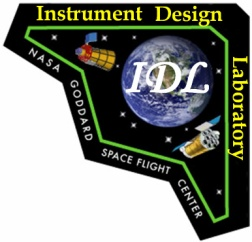 Instrument Design
Laboratory
IDL
NASA
GODDARD
SPACE FLIGHT
CENTER